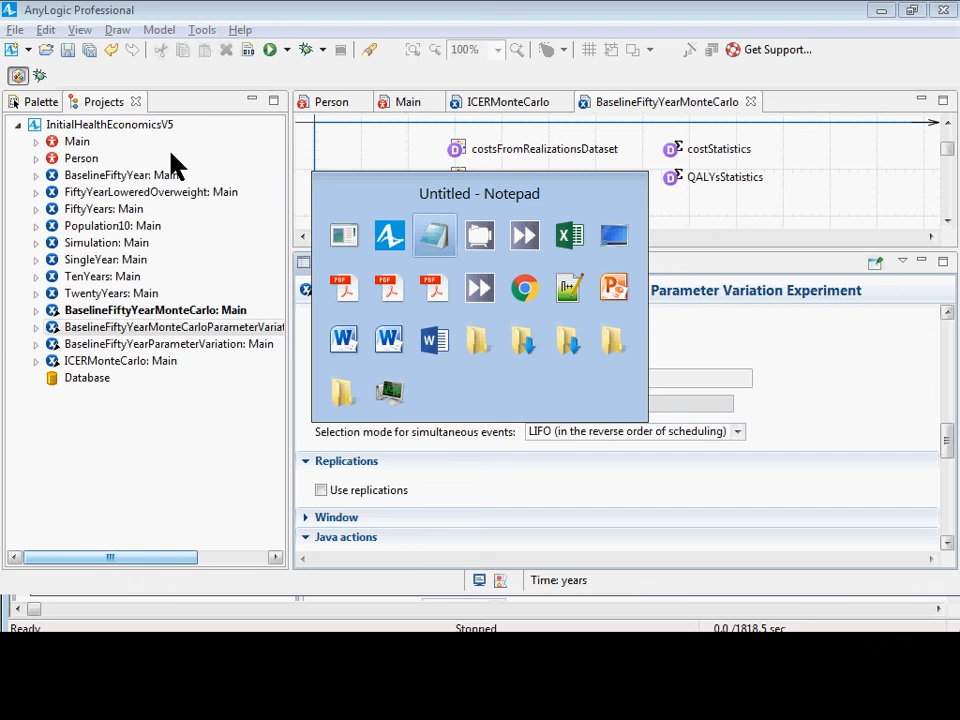 AnyLogic Professional
File Edit View Draw Model Tools Help
100% Get Support...
Palette Projects
Person Main ICERMonteCarlo BaselineFiftyYearMonteCarlo
InitialHealthEconomicsV5
Main
Person
BaselineFiftyYear: Main
FiftyYearLoweredOverweight: Main
FiftyYears: Main
Population10: Main
Simulation: Main
SingleYear: Main
TenYears: Main
TwentyYears: Main
BaselineFiftyYearMonteCarlo: Main
BaselineFiftyYearMonteCarloParameterVariat
BaselineFiftyYearParameterVariation: Main
ICERMonteCarlo: Main
Database
costsFromRealizationsDataset
costStatistics
QALYsStatistics
Untitled - Notepad
PDF PDF PDF
Parameter Variation Experiment
Selection mode for simultaneous events: LIFO (in the reverse order of scheduling)
Replications
Use replications
Window
Java actions
Time: years
Ready Stopped 0.0 /1818.5 sec